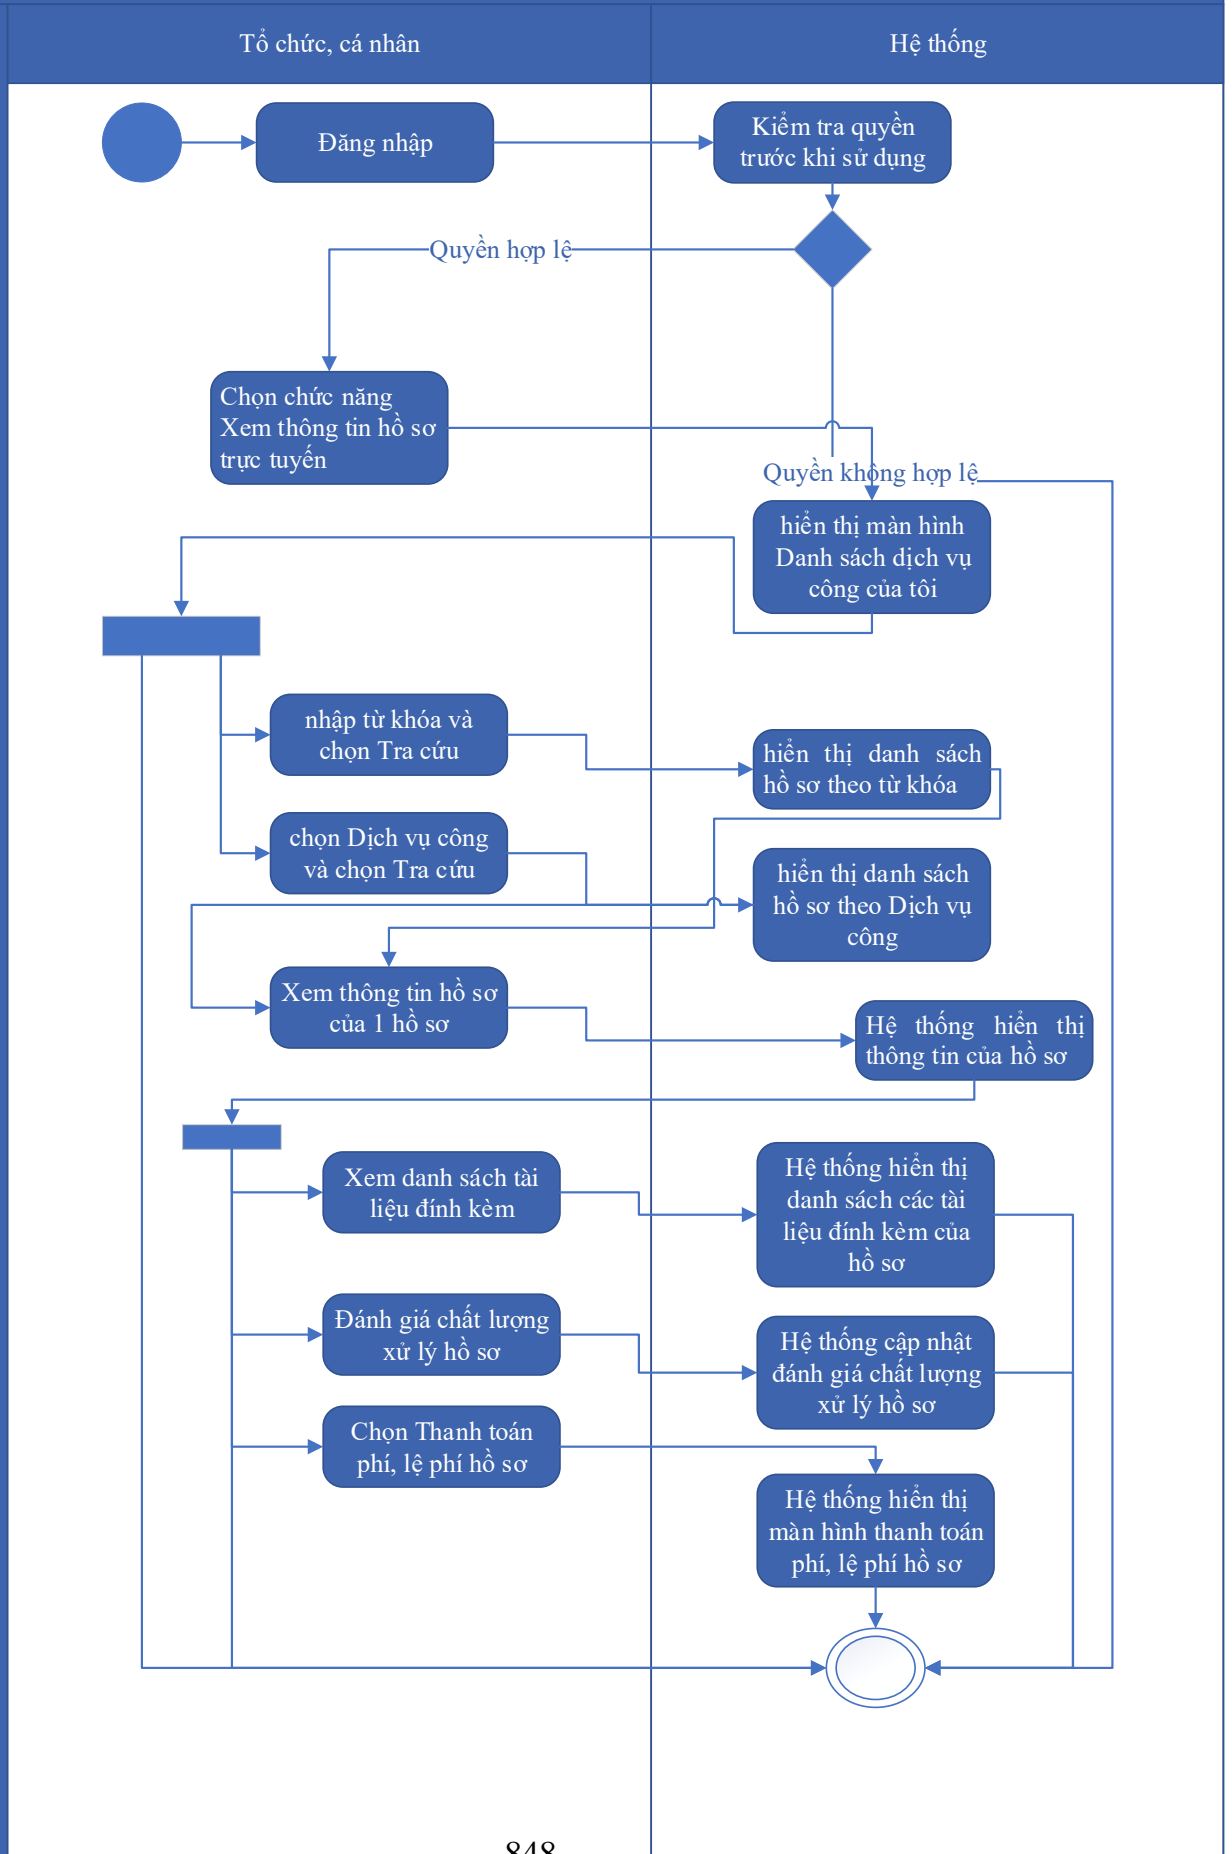 Tổ chức, cá nhân
Hệ thống
Đăng nhập
Kiểm tra quyền
trước khi sử dụng
Quyền hợp lệ
Chọn chức năng
Xem thông tin hồ sơ
trực tuyến
Quyền không hợp lệ
hiển thị màn hình
Danh sách dịch vụ
công của tôi
nhập từ khóa và
chọn Tra cứu
hiển thị danh sách
hồ sơ theo từ khóa
chọn Dịch vụ công
và chọn Tra cứu
hiển thị danh sách
hồ sơ theo Dịch vụ
công
Xem thông tin hồ sơ
của 1 hồ sơ
Hệ thống hiển thị
thông tin của hồ sơ
Xem danh sách tài
liệu đính kèm
Hệ thống hiển thị
danh sách các tài
liệu đính kèm của
hồ sơ
Đánh giá chất lượng
xử lý hồ sơ
Hệ thống cập nhật
đánh giá chất lượng
xử lý hồ sơ
Chọn Thanh toán
phí, lệ phí hồ sơ
Hệ thống hiển thị
màn hình thanh toán
phí, lệ phí hồ sơ
848